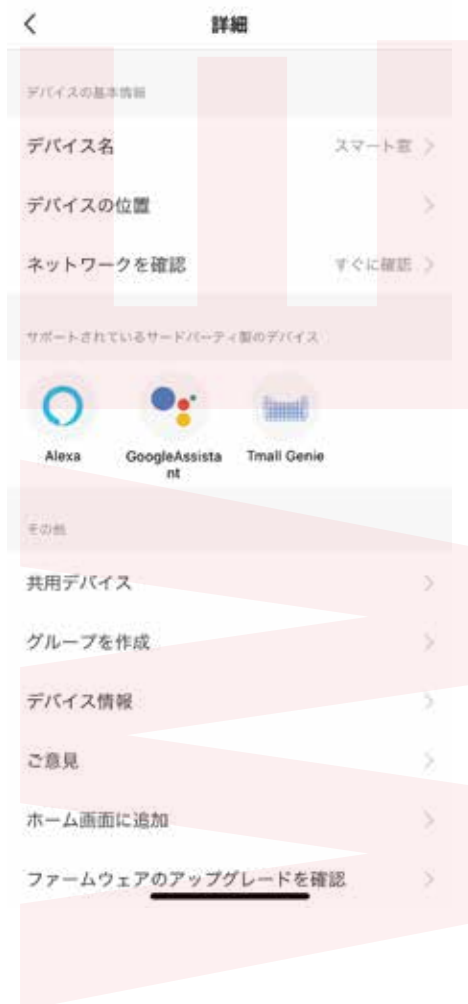 詳細
デバイスの基本情報
デバイス名 スマート窓
デバイスの位置
ネットワークを確認 すぐに確認
サポートされているサードパーティ製のデバイス
Alexa GoogleAssista Tmall Genie
nt
その他
共用デバイス
グループを作成
デバイス情報
ご意見
ホーム画面に追加
ファームウェアのアップグレードを確認